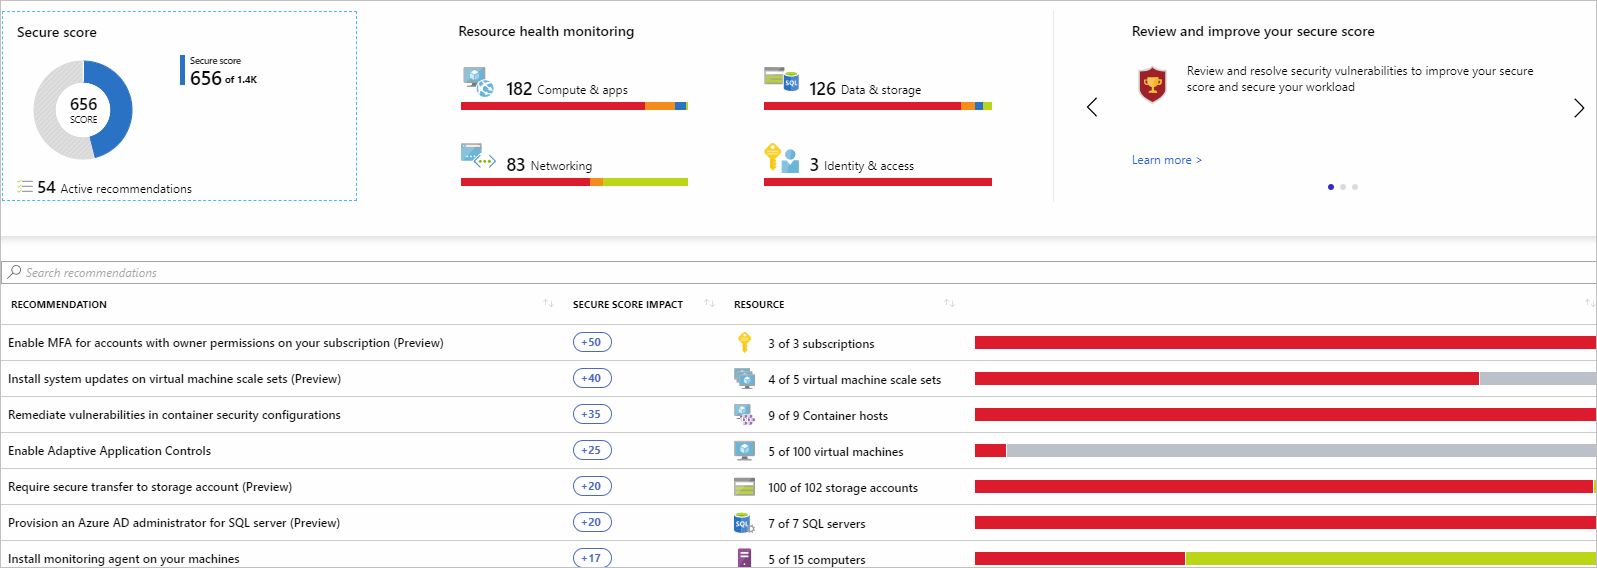 Secure score
656
SCORE
Secure score
656 of 1.4K
54 Active recommendations
Resource health monitoring
182 Compute & apps
SQL
126 Data & storage
83 Networking
3 Identity & access
Review and improve your secure score
Review and resolve security vulnerabilities to improve your secure
score and secure your workload
Learn more >
Search recommendations
RECOMMENDATION SECURE SCORE IMPACT RESOURCE
Enable MFA for accounts with owner permissions on your subscription (Preview) +50 3 of 3 subscriptions
Install system updates on virtual machine scale sets (Preview) +40 4 of 5 virtual machine scale sets
Remediate vulnerabilities in container security configurations +35 9 of 9 Container hosts
Enable Adaptive Application Controls +25 5 of 100 virtual machines
Require secure transfer to storage account (Preview) +20 100 of 102 storage accounts
Provision an Azure AD administrator for SQL server (Preview) +20 SQL 7 of 7 SQL servers
Install monitoring agent on your machines +17 5 of 15 computers